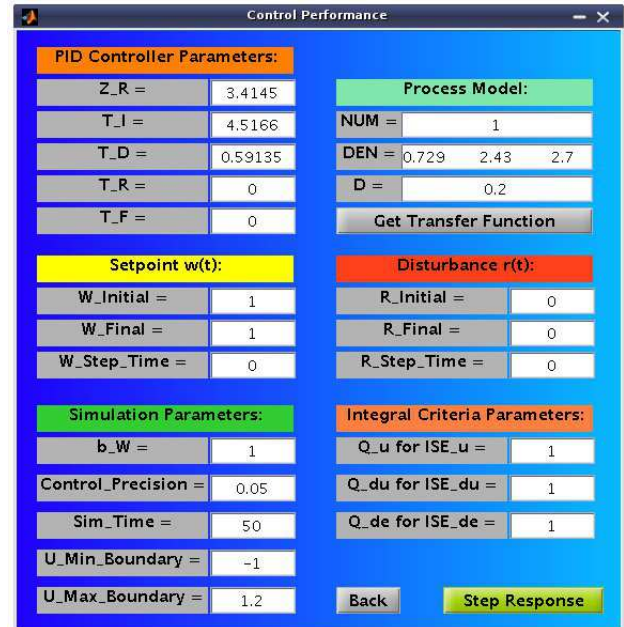 Control Performance
PID Controller Parameters:
Z_R = 3.4145
T_I = 4.5166
T_D = 0.59135
T_R = 0
T_F = 0
Process Model:
NUM = 1
DEN = 0.729 2.43 2.7
D = 0.2
Get Transfer Function
Setpoint w(t):
W_Initial = 1
W_Final = 1
W_Step_Time = 0
Disturbance r(t):
R_Initial = 0
R_Final = 0
R_Step_Time = 0
Simulation Parameters:
b_W = 1
Control_Precision = 0.05
Sim_Time = 50
U_Min_Boundary = -1
U_Max_Boundary = 1.2
Integral Criteria Parameters:
Q_u for ISE_u = 1
Q_du for ISE_du = 1
Q_de for ISE_de = 1
Back
Step Response